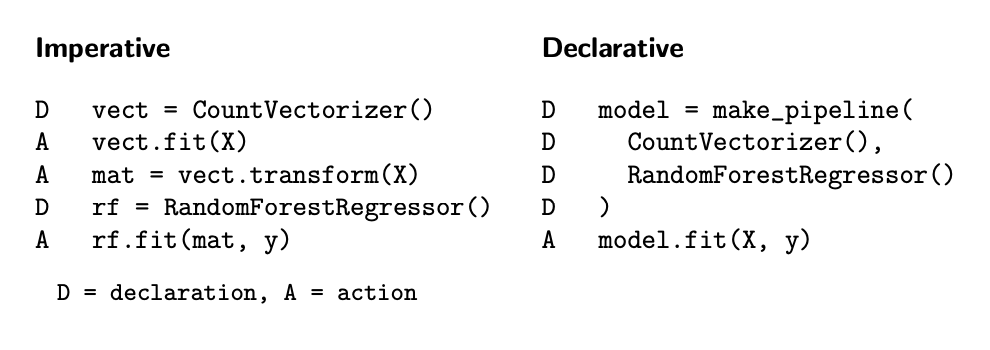 Imperative
D vect = CountVectorizer()
A vect.fit(X)
A mat = vect.transform(X)
D rf = RandomForestRegressor()
A rf.fit(mat, y)
D = declaration, A = action
Declarative
D model = make_pipeline(
D CountVectorizer(),
D RandomForestRegressor()
D )
A model.fit(X, y)